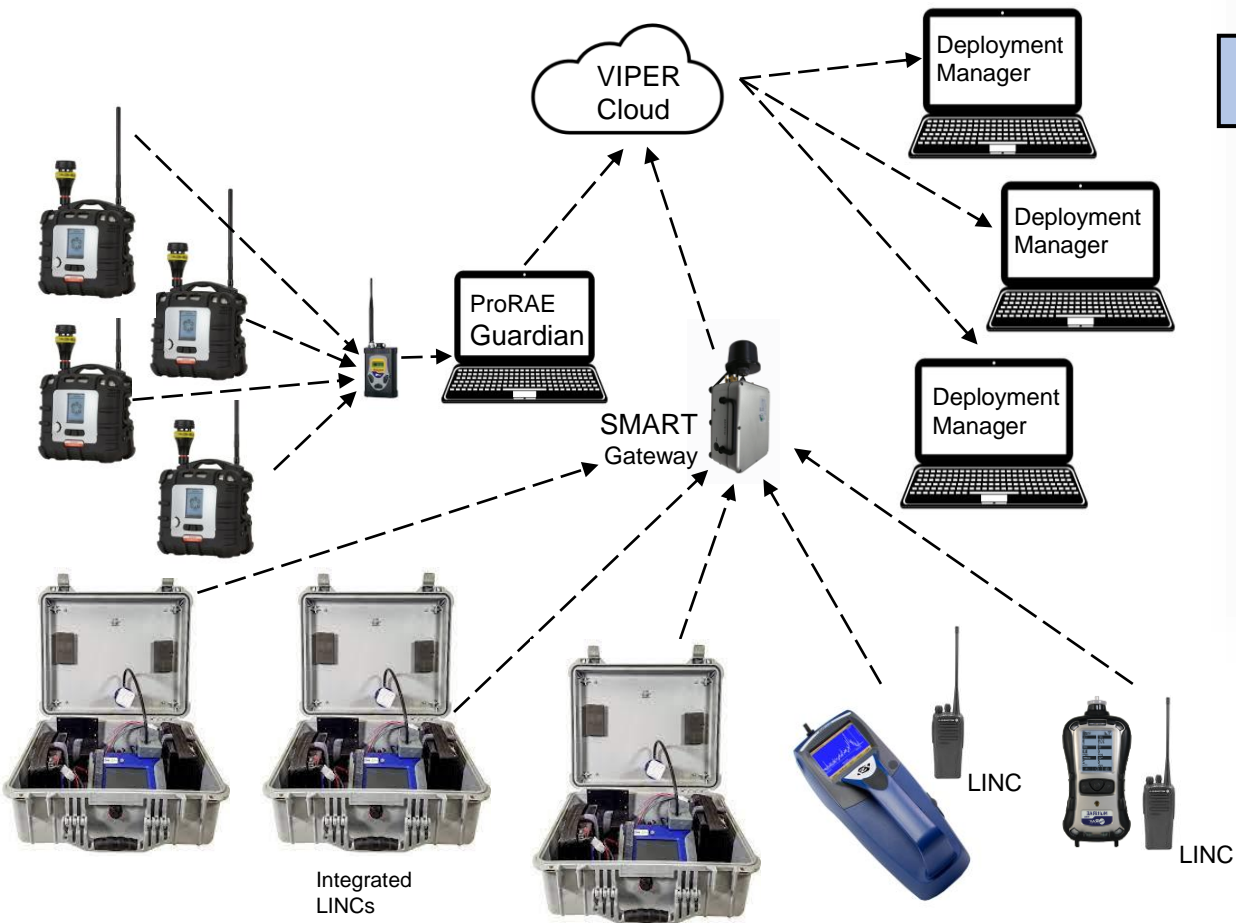 VIPER
Cloud
Deployment
Manager
Deployment
Manager
ProRAE
Guardian
Deployment
Manager
SMART
Gateway
LINC
LINC
Integrated
LINCs